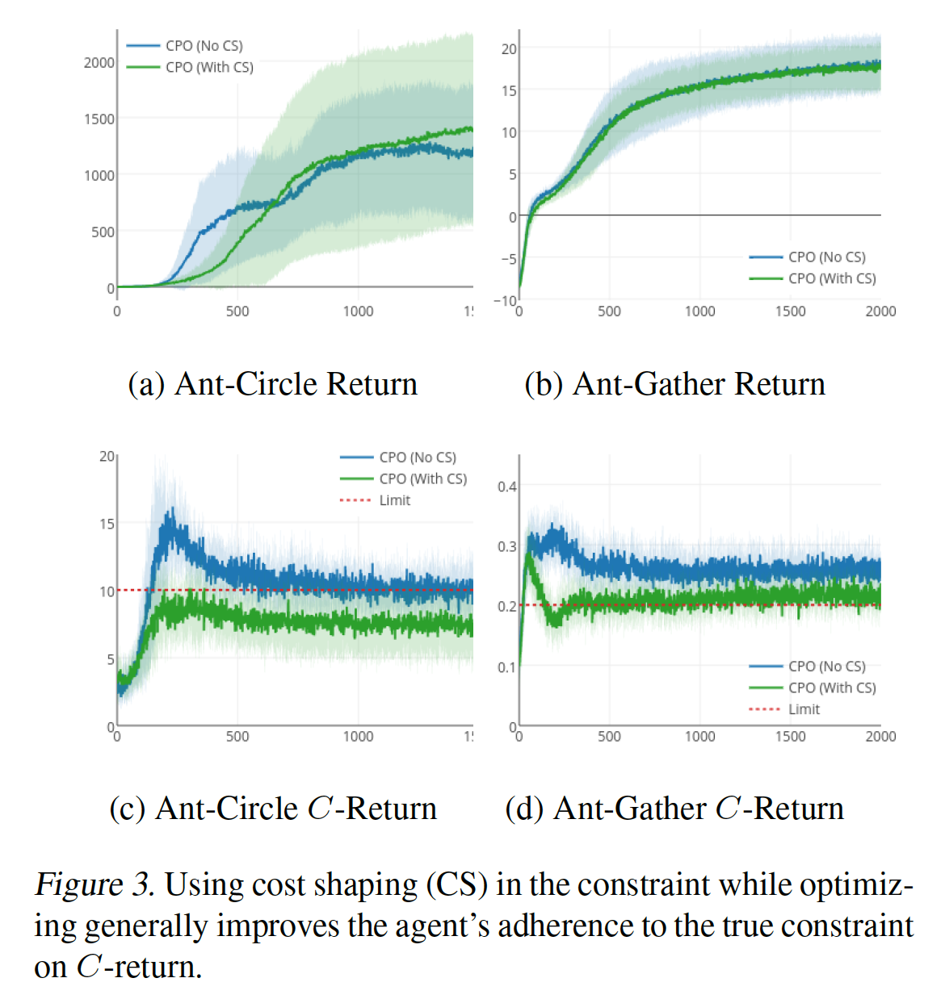 CPO (No CS)
CPO (With CS)
2000
1500
1000
500
0
0 500 1000 15
(a) Ant-Circle Return
20
15
10
5
0
−5
−10
CPO (No CS)
CPO (With CS)
0 500 1000 1500 2000
(b) Ant-Gather Return
20
15
10
5
0
CPO (No CS)
CPO (With CS)
Limit
0 500 1000 15
(c) Ant-Circle C-Return
0.4
0.3
0.2
0.1
0
CPO (No CS)
CPO (With CS)
Limit
0 500 1000 1500 2000
(d) Ant-Gather C-Return
Figure 3. Using cost shaping (CS) in the constraint while optimiz-
ing generally improves the agent's adherence to the true constraint
on C-return.